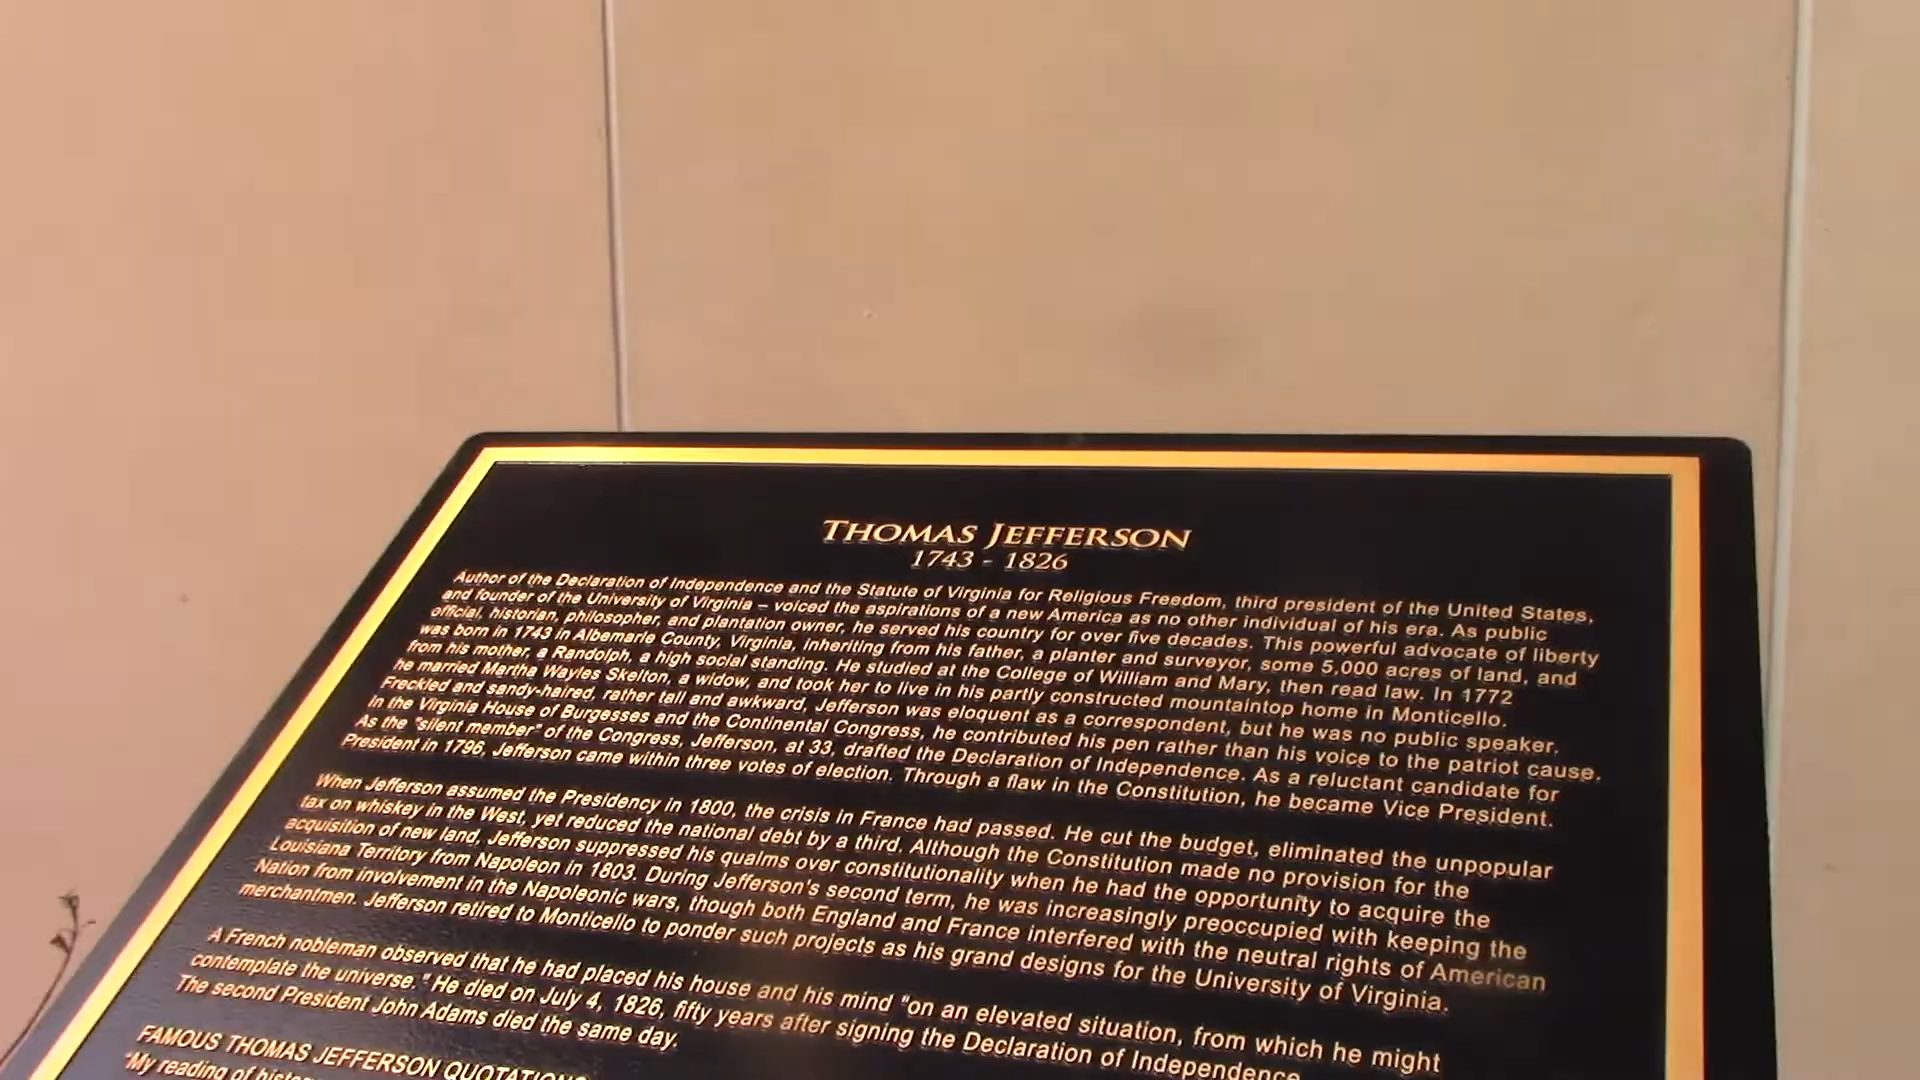 THOMAS JEFFERSON
1743 - 1826
Author of the Declaration of Independence and the Statute of Virginia for Religious Freedom, third president of the United States,
and founder of the University of Virginia – voiced the aspirations of a new America as no other individual of his era. As public
official, historian, philosopher, and plantation owner, he served his country for over five decades. This powerful advocate of liberty
was born in 1743 in Albemarle County, Virginia, inheriting from his father, a planter and surveyor, some 5,000 acres of land, and
from his mother, a Randolph, a high social standing. He studied at the College of William and Mary, then read law. In 1772
he married Martha Wayles Skelton, a widow, and took her to live in his partly constructed mountaintop home in Monticello.
Freckled and sandy-haired, rather tall and awkward, Jefferson was eloquent as a correspondent, but he was no public speaker.
In the Virginia House of Burgesses and the Continental Congress, he contributed his pen rather than his voice to the patriot cause.
As the "silent member" of the Congress, Jefferson, at 33, drafted the Declaration of Independence. As a reluctant candidate for
President in 1796, Jefferson came within three votes of election. Through a flaw in the Constitution, he became Vice President.
When Jefferson assumed the Presidency in 1800, the crisis in France had passed. He cut the budget, eliminated the unpopular
tax on whiskey in the West, yet reduced the national debt by a third. Although the Constitution made no provision for the
acquisition of new land, Jefferson suppressed his qualms over constitutionality when he had the opportunity to acquire the
Louisiana Territory from Napoleon in 1803. During Jefferson's second term, he was increasingly preoccupied with keeping the
Nation from involvement in the Napoleonic wars, though both England and France interfered with the neutral rights of American
merchantmen. Jefferson retired to Monticello to ponder such projects as his grand designs for the University of Virginia.
A French nobleman observed that he had placed his house and his mind "on an elevated situation, from which he might
contemplate the universe." He died on July 4, 1826, fifty years after signing the Declaration of Independence.
The second President John Adams died the same day.
FAMOUS THOMAS JEFFERSON QUOTATIONS
"My reading of